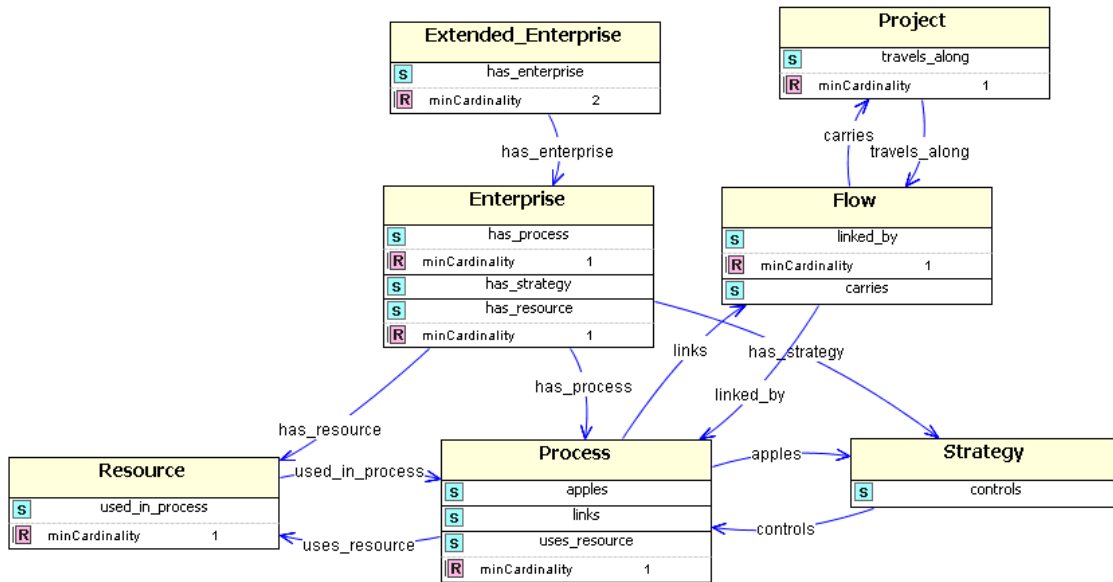 Extended_Enterprise
S has_enterprise
R minCardinality 2
Project
S travels_along
R minCardinality 1
carries
travels_along
has_enterprise
Enterprise
S has_process
R minCardinality 1
S has_strategy
S has_resource
R minCardinality 1
Flow
S linked_by
R minCardinality 1
S carries
links
has_strategy
has_process
linked_by
has_resource
Resource
S used_in_process
R minCardinality 1
used_in_process
uses_resource
Process
S apples
S links
S uses_resource
R minCardinality 1
apples
controls
Strategy
S controls